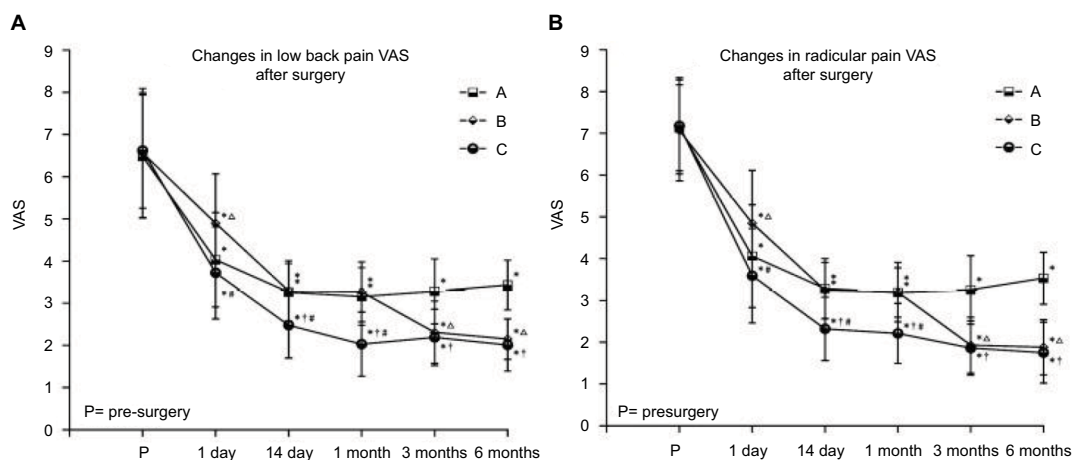 A
Changes in low back pain VAS
after surgery
9
8
7
6
5
4
3
2
1
0
VAS
A
B
C
*△
*
*#
*
*
*†#
*
*
*†#
*
*△
*†
*
*△
*†
P= pre-surgery
P
1 day
14 day
1 month
3 months
6 months
B
Changes in radicular pain VAS
after surgery
9
8
7
6
5
4
3
2
1
0
VAS
A
B
C
*△
*
*#
*
*
*†#
*
*
*†#
*
*△
*†
*
*△
*†
P= presurgery
P
1 day
14 day
1 month
3 months
6 months